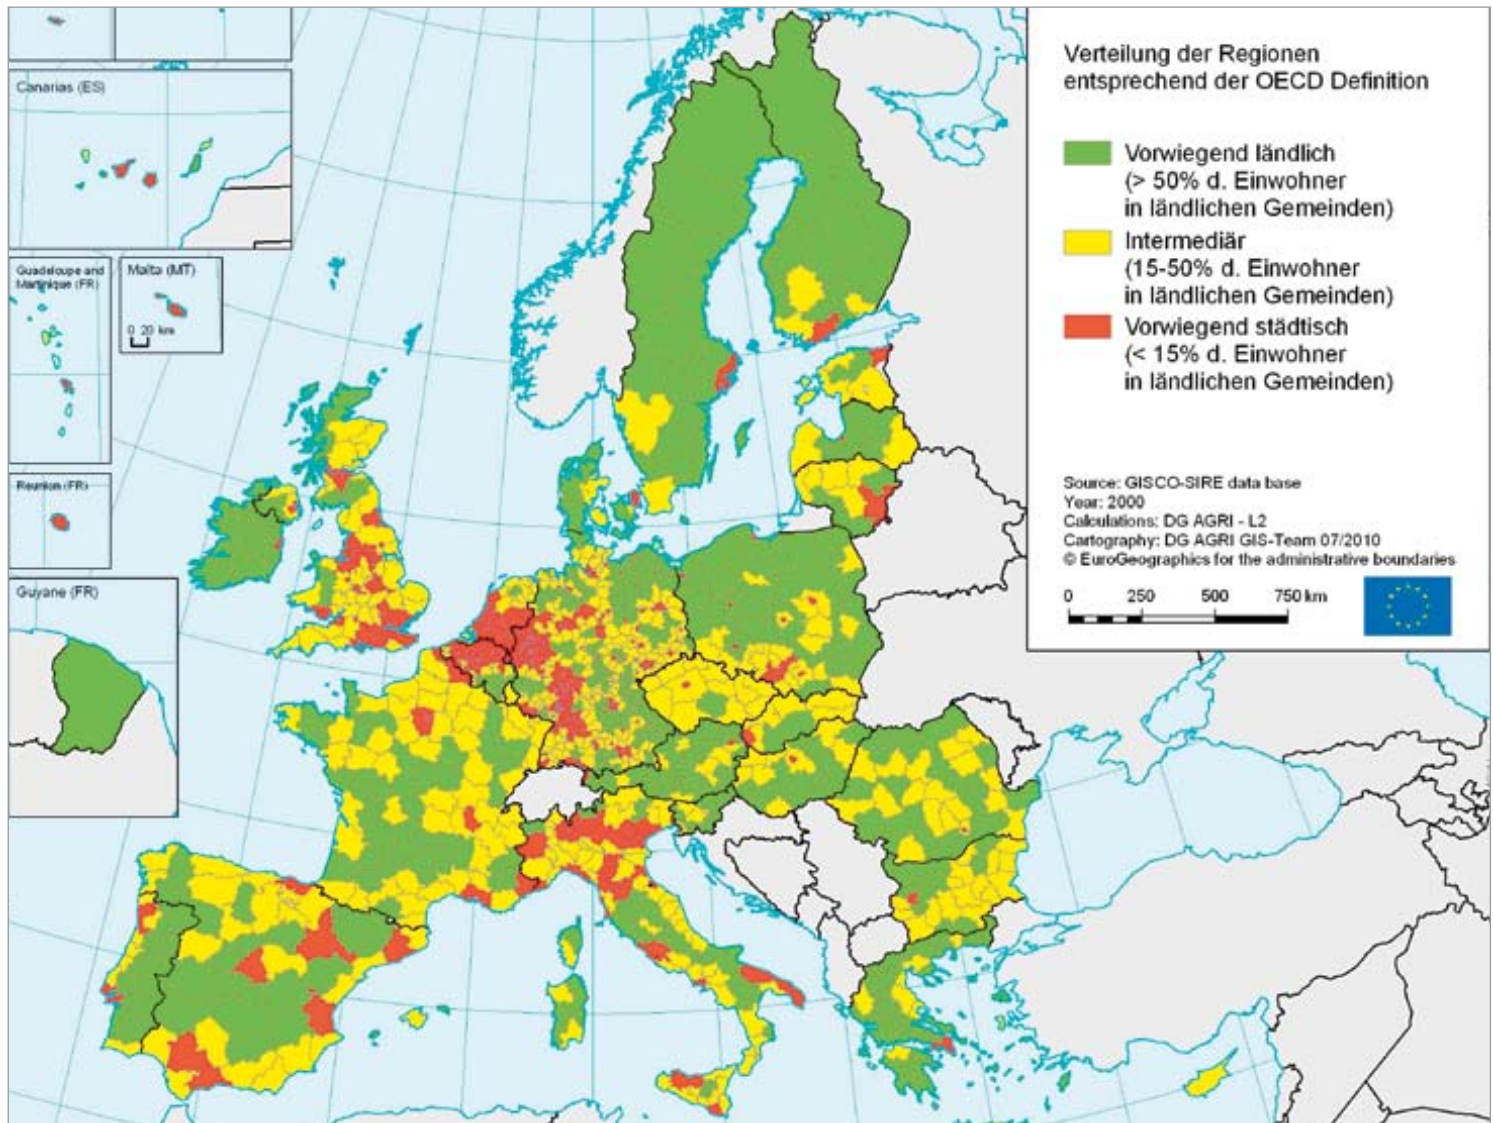 Canarias (ES)
Guadeloupe and
Martinique (FR)
Malta (MT)
0 20 km
Reunion (FR)
Guyane (FR)
Verteilung der Regionen
entsprechend der OECD Definition
Vorwiegend ländlich
(> 50% d. Einwohner
in ländlichen Gemeinden)
Intermediär
(15-50% d. Einwohner
in ländlichen Gemeinden)
Vorwiegend städtisch
(< 15% d. Einwohner
in ländlichen Gemeinden)
Source: GISCO-SIRE data base
Year: 2000
Calculations: DG AGRI - L2
Cartography: DG AGRI GIS-Team 07/2010
© EuroGeographics for the administrative boundaries
0 250 500 750 km